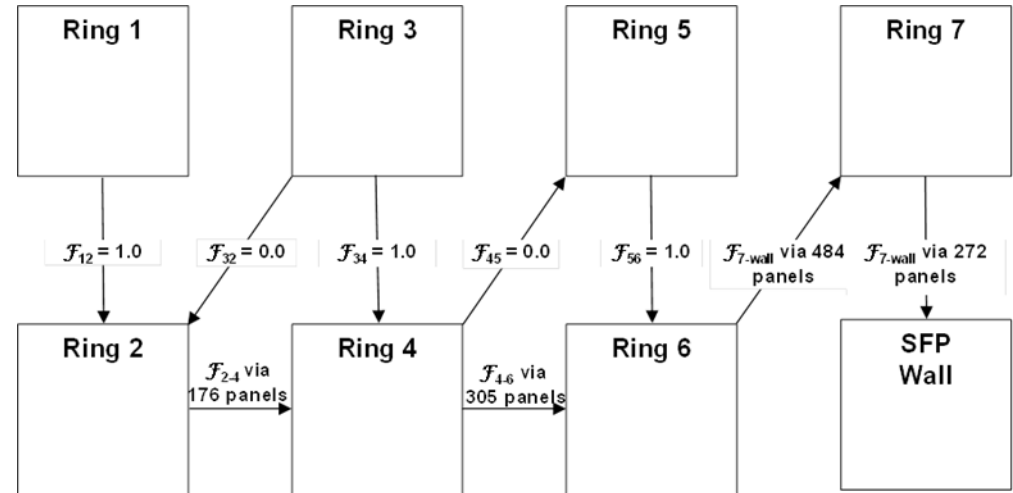 Ring 1
Ring 3
Ring 5
Ring 7
ℱ12 = 1.0
ℱ32 = 0.0
ℱ34 = 1.0
ℱ45 = 0.0
ℱ56 = 1.0
ℱ7-wall via 484
panels
ℱ7-wall via 272
panels
Ring 2
Ring 4
Ring 6
SFP
Wall
ℱ2-4 via
176 panels
ℱ4-6 via
305 panels